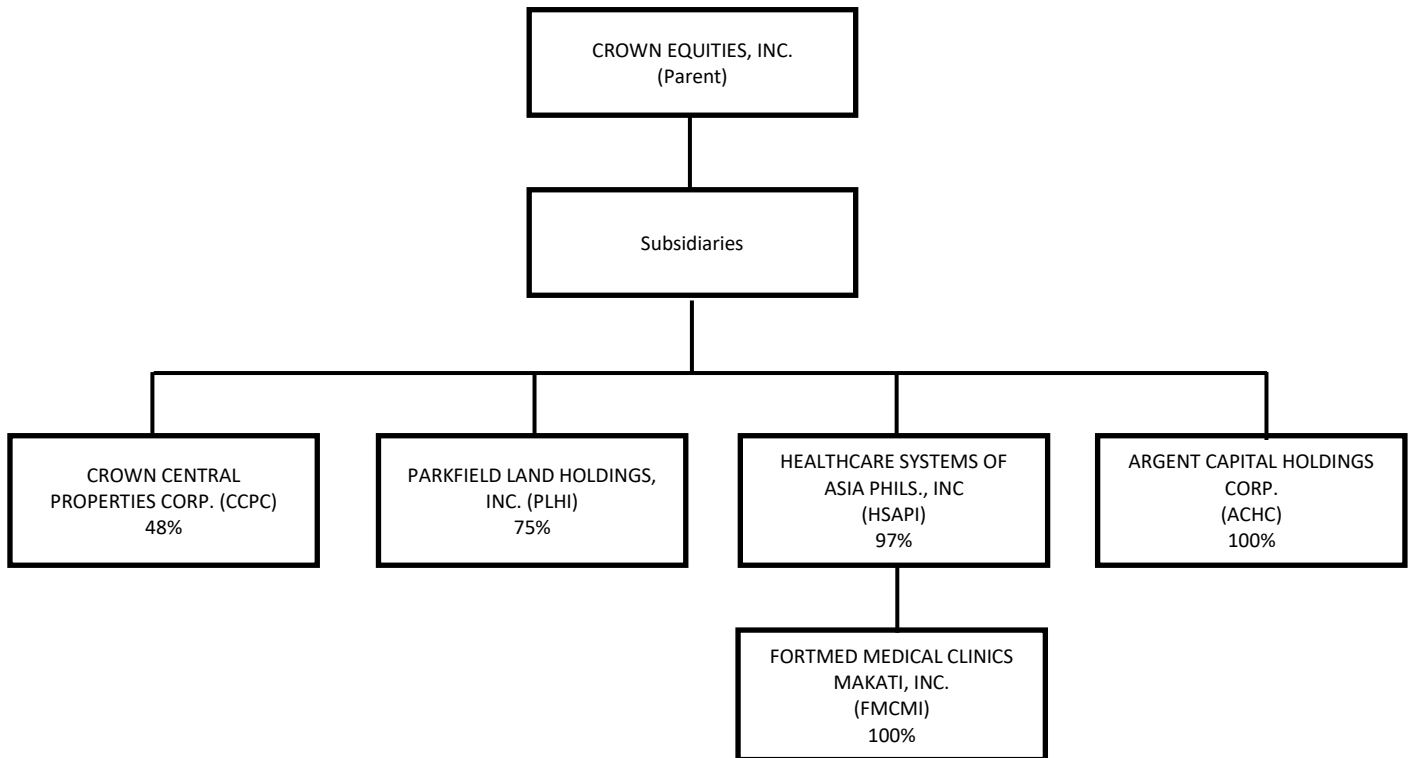 CROWN EQUITIES, INC.
(Parent)
Subsidiaries
CROWN CENTRAL
PROPERTIES CORP. (CCPC)
48%
PARKFIELD LAND HOLDINGS,
INC. (PLHI)
75%
HEALTHCARE SYSTEMS OF
ASIA PHILS., INC
(HSAPI)
97%
ARGENT CAPITAL HOLDINGS
CORP.
(ACHC)
100%
FORTMED MEDICAL CLINICS
MAKATI, INC.
(FMCMI)
100%